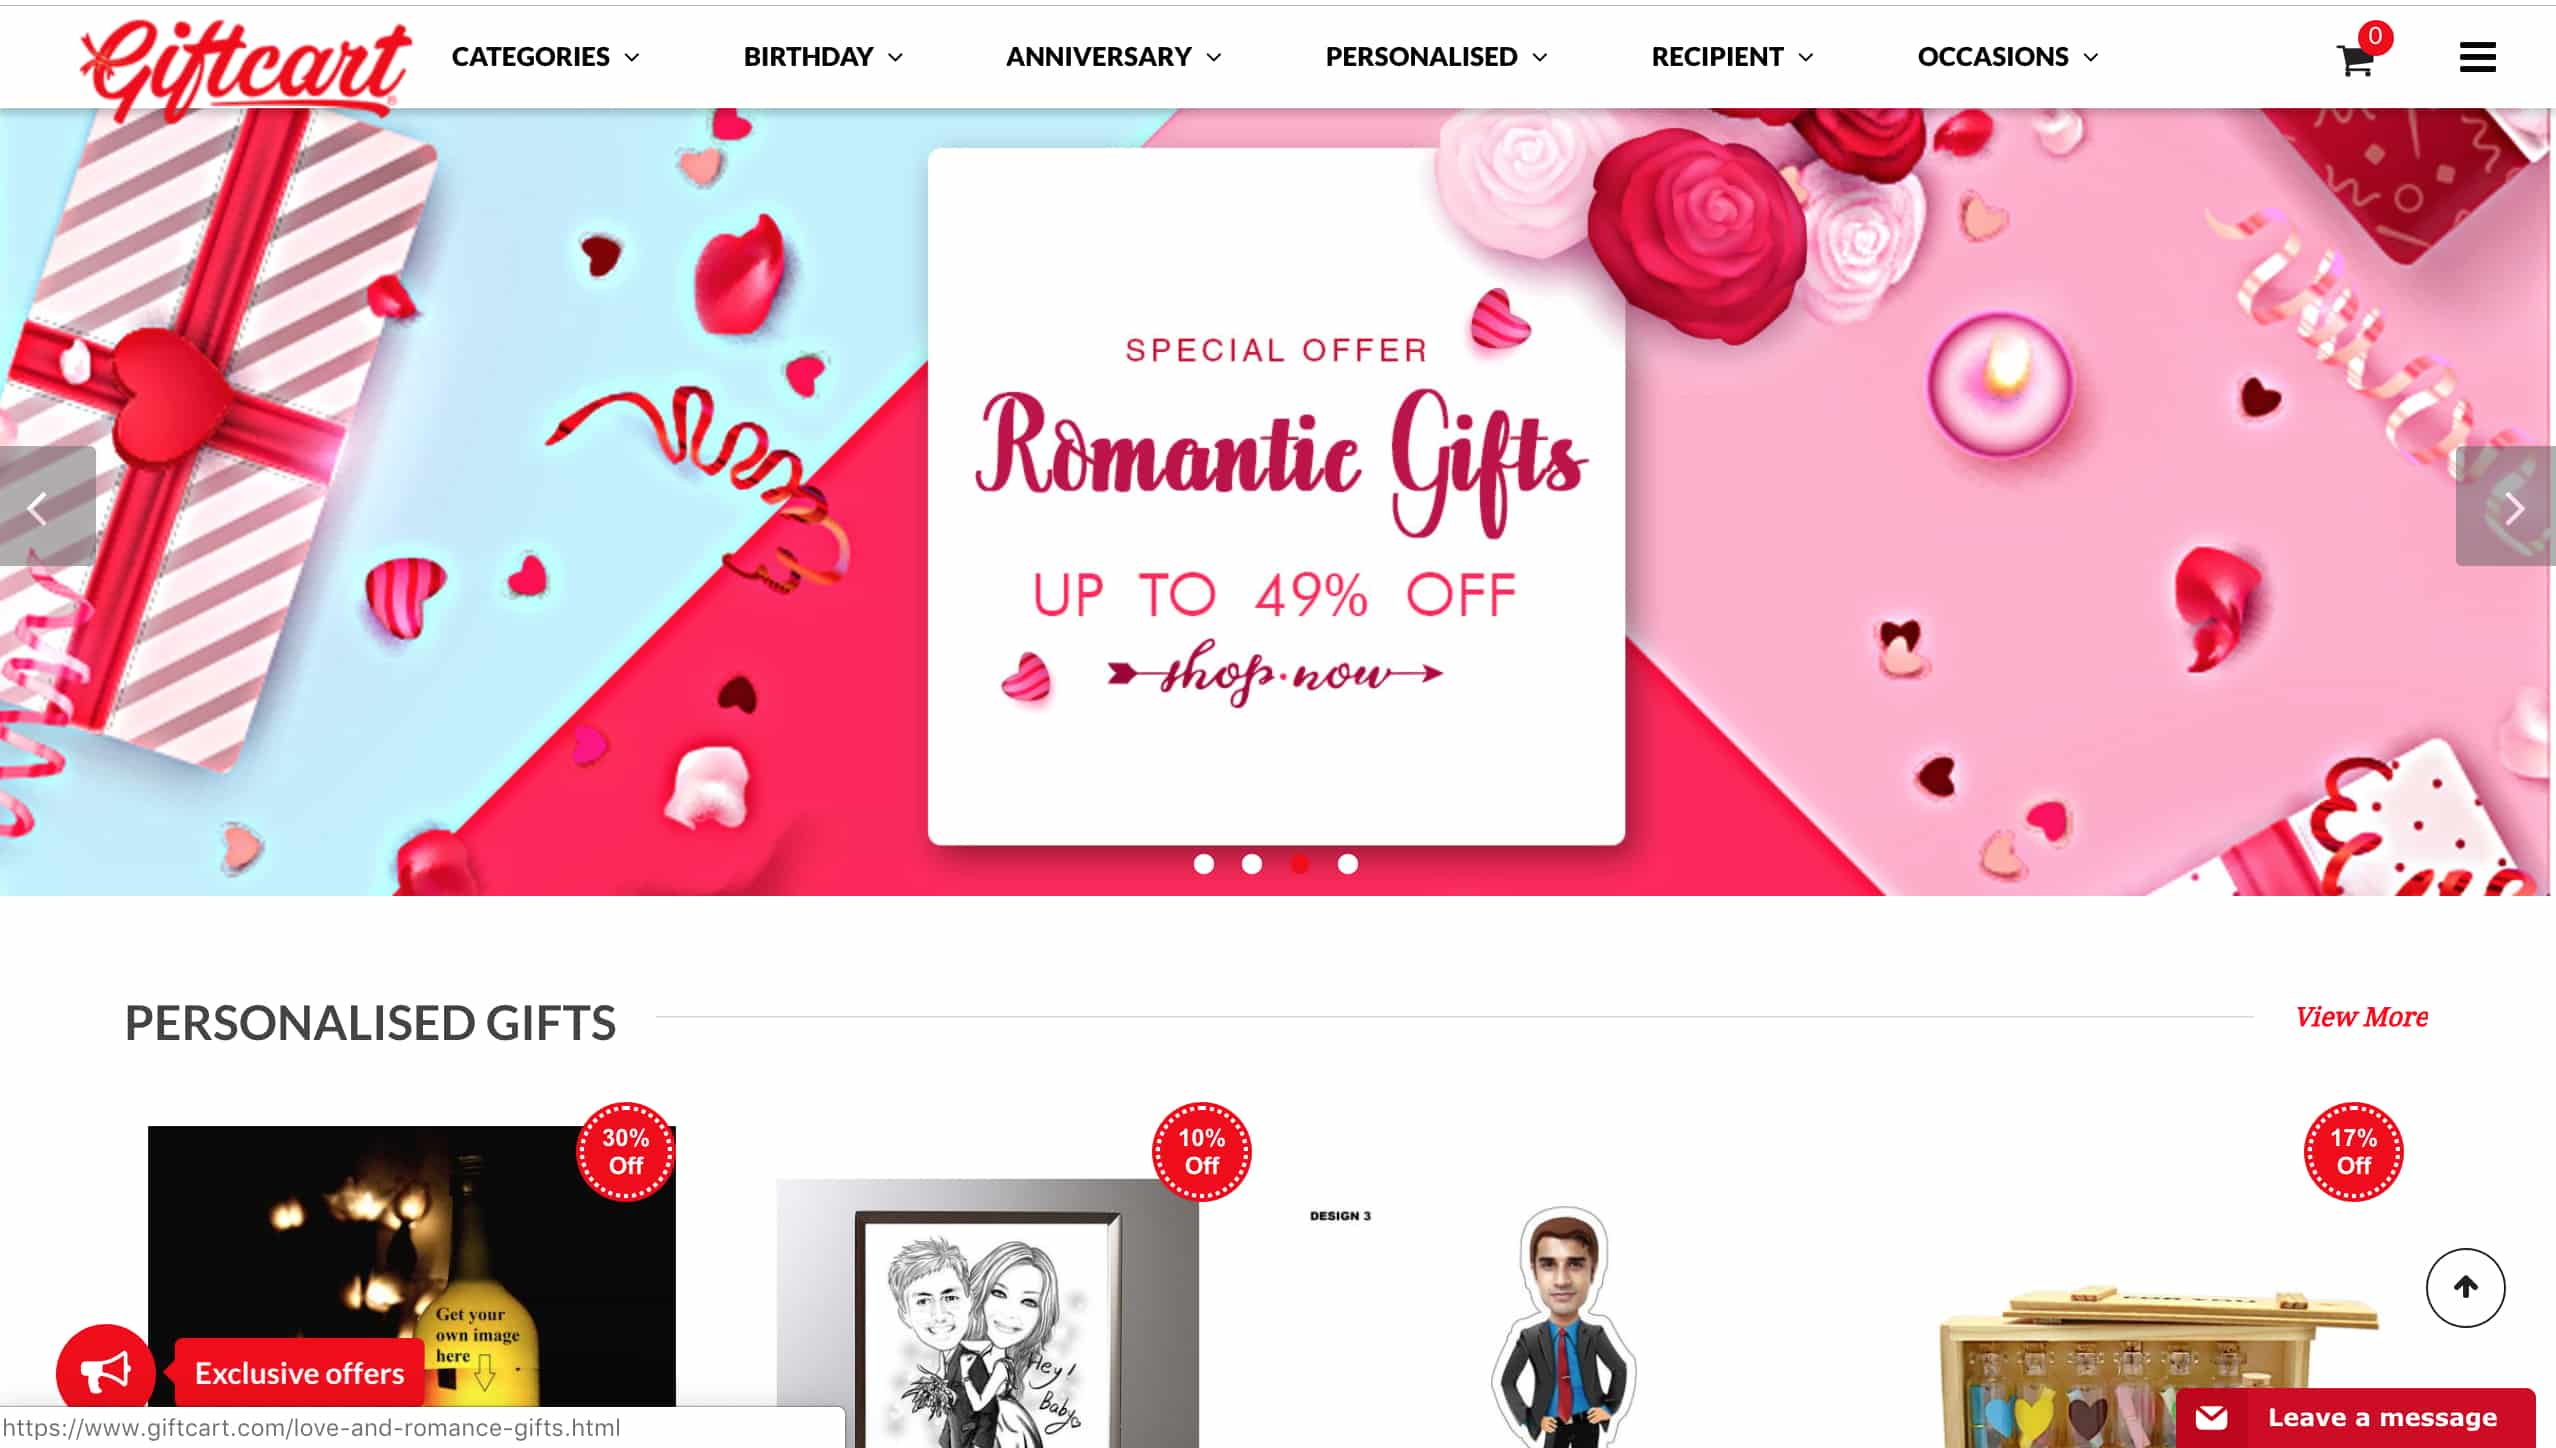 Giftcart
CATEGORIES
BIRTHDAY
ANNIVERSARY
PERSONALISED
RECIPIENT
OCCASIONS
0
SPECIAL OFFER
Romantic Gifts
UP TO 49% OFF
shop·now
PERSONALISED GIFTS
View More
30%
Off
10%
Off
17%
Off
DESIGN 3
Get your
own image
here
Hey!
Baby
FOR YOU
Exclusive offers
Leave a message
https://www.giftcart.com/love-and-romance-gifts.html